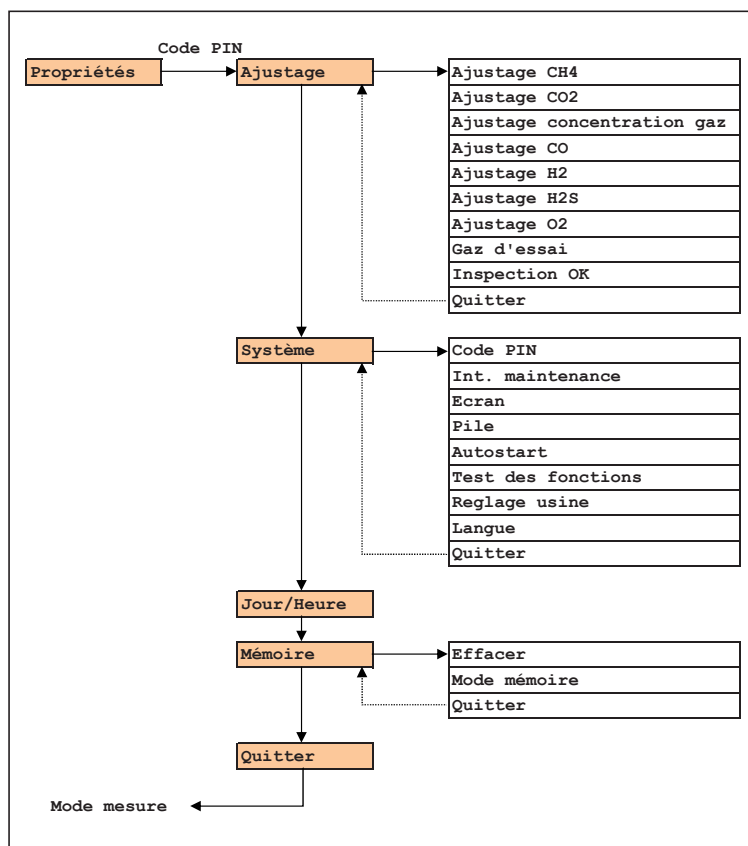 Code PIN
Propriétés
Ajustage
Ajustage CH4
Ajustage CO2
Ajustage concentration gaz
Ajustage CO
Ajustage H2
Ajustage H2S
Ajustage O2
Gaz d'essai
Inspection OK
Quitter
Système
Code PIN
Int. maintenance
Ecran
Pile
Autostart
Test des fonctions
Reglage usine
Langue
Quitter
Jour/Heure
Mémoire
Effacer
Mode mémoire
Quitter
Quitter
Mode mesure